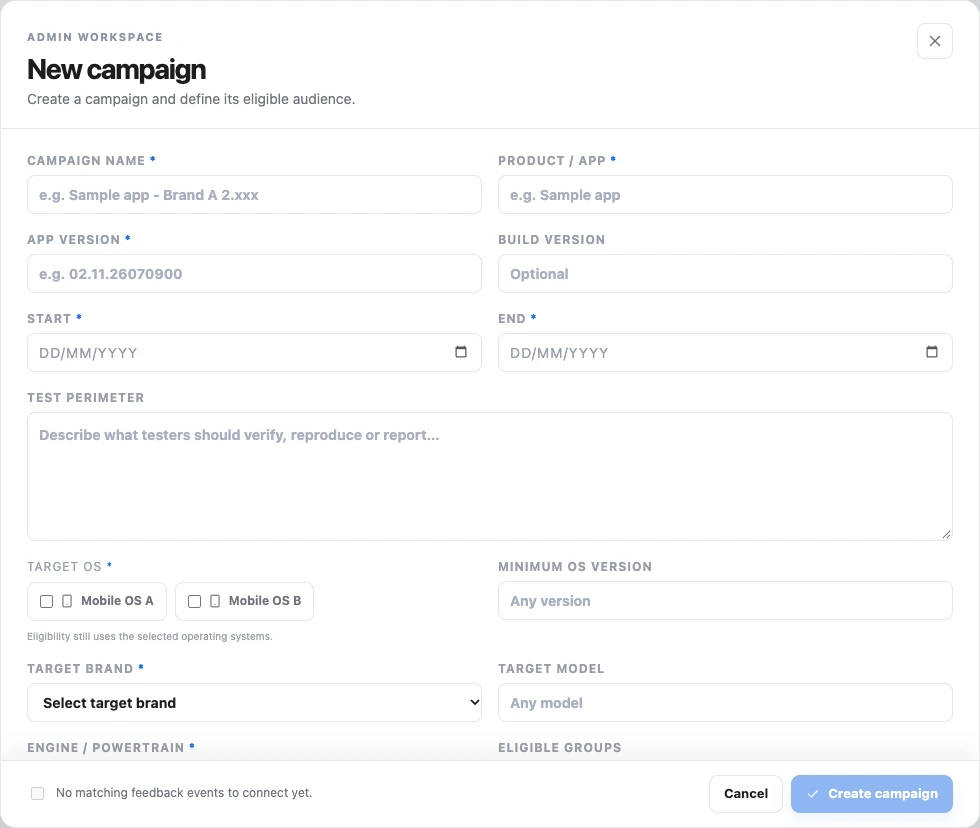 ADMIN WORKSPACE
New campaign
Create a campaign and define its eligible audience.
CAMPAIGN NAME *
PRODUCT / APP *
e.g. Sample app - Brand A 2.xxx
e.g. Sample app
APP VERSION *
BUILD VERSION
e.g. 02.11.26070900
Optional
START *
END *
DD/MM/YYYY
DD/MM/YYYY
TEST PERIMETER
Describe what testers should verify, reproduce or report...
TARGET OS *
MINIMUM OS VERSION
Mobile OS A
Mobile OS B
Any version
Eligibility still uses the selected operating systems.
TARGET BRAND *
TARGET MODEL
Select target brand
Any model
ENGINE / POWERTRAIN *
ELIGIBLE GROUPS
No matching feedback events to connect yet.
Cancel
Create campaign